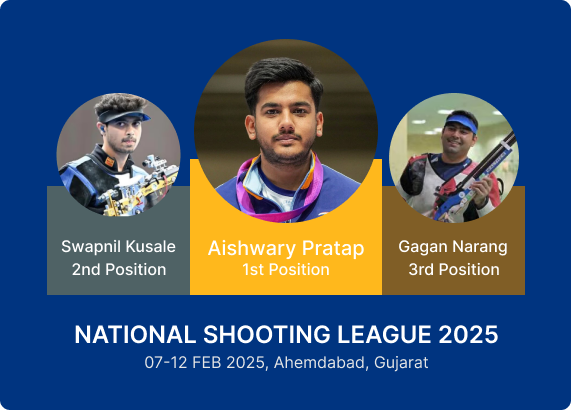 Swapnil Kusale
2nd Position
Aishwary Pratap
1st Position
Gagan Narang
3rd Position
NATIONAL SHOOTING LEAGUE 2025
07-12 FEB 2025, Ahemdabad, Gujarat